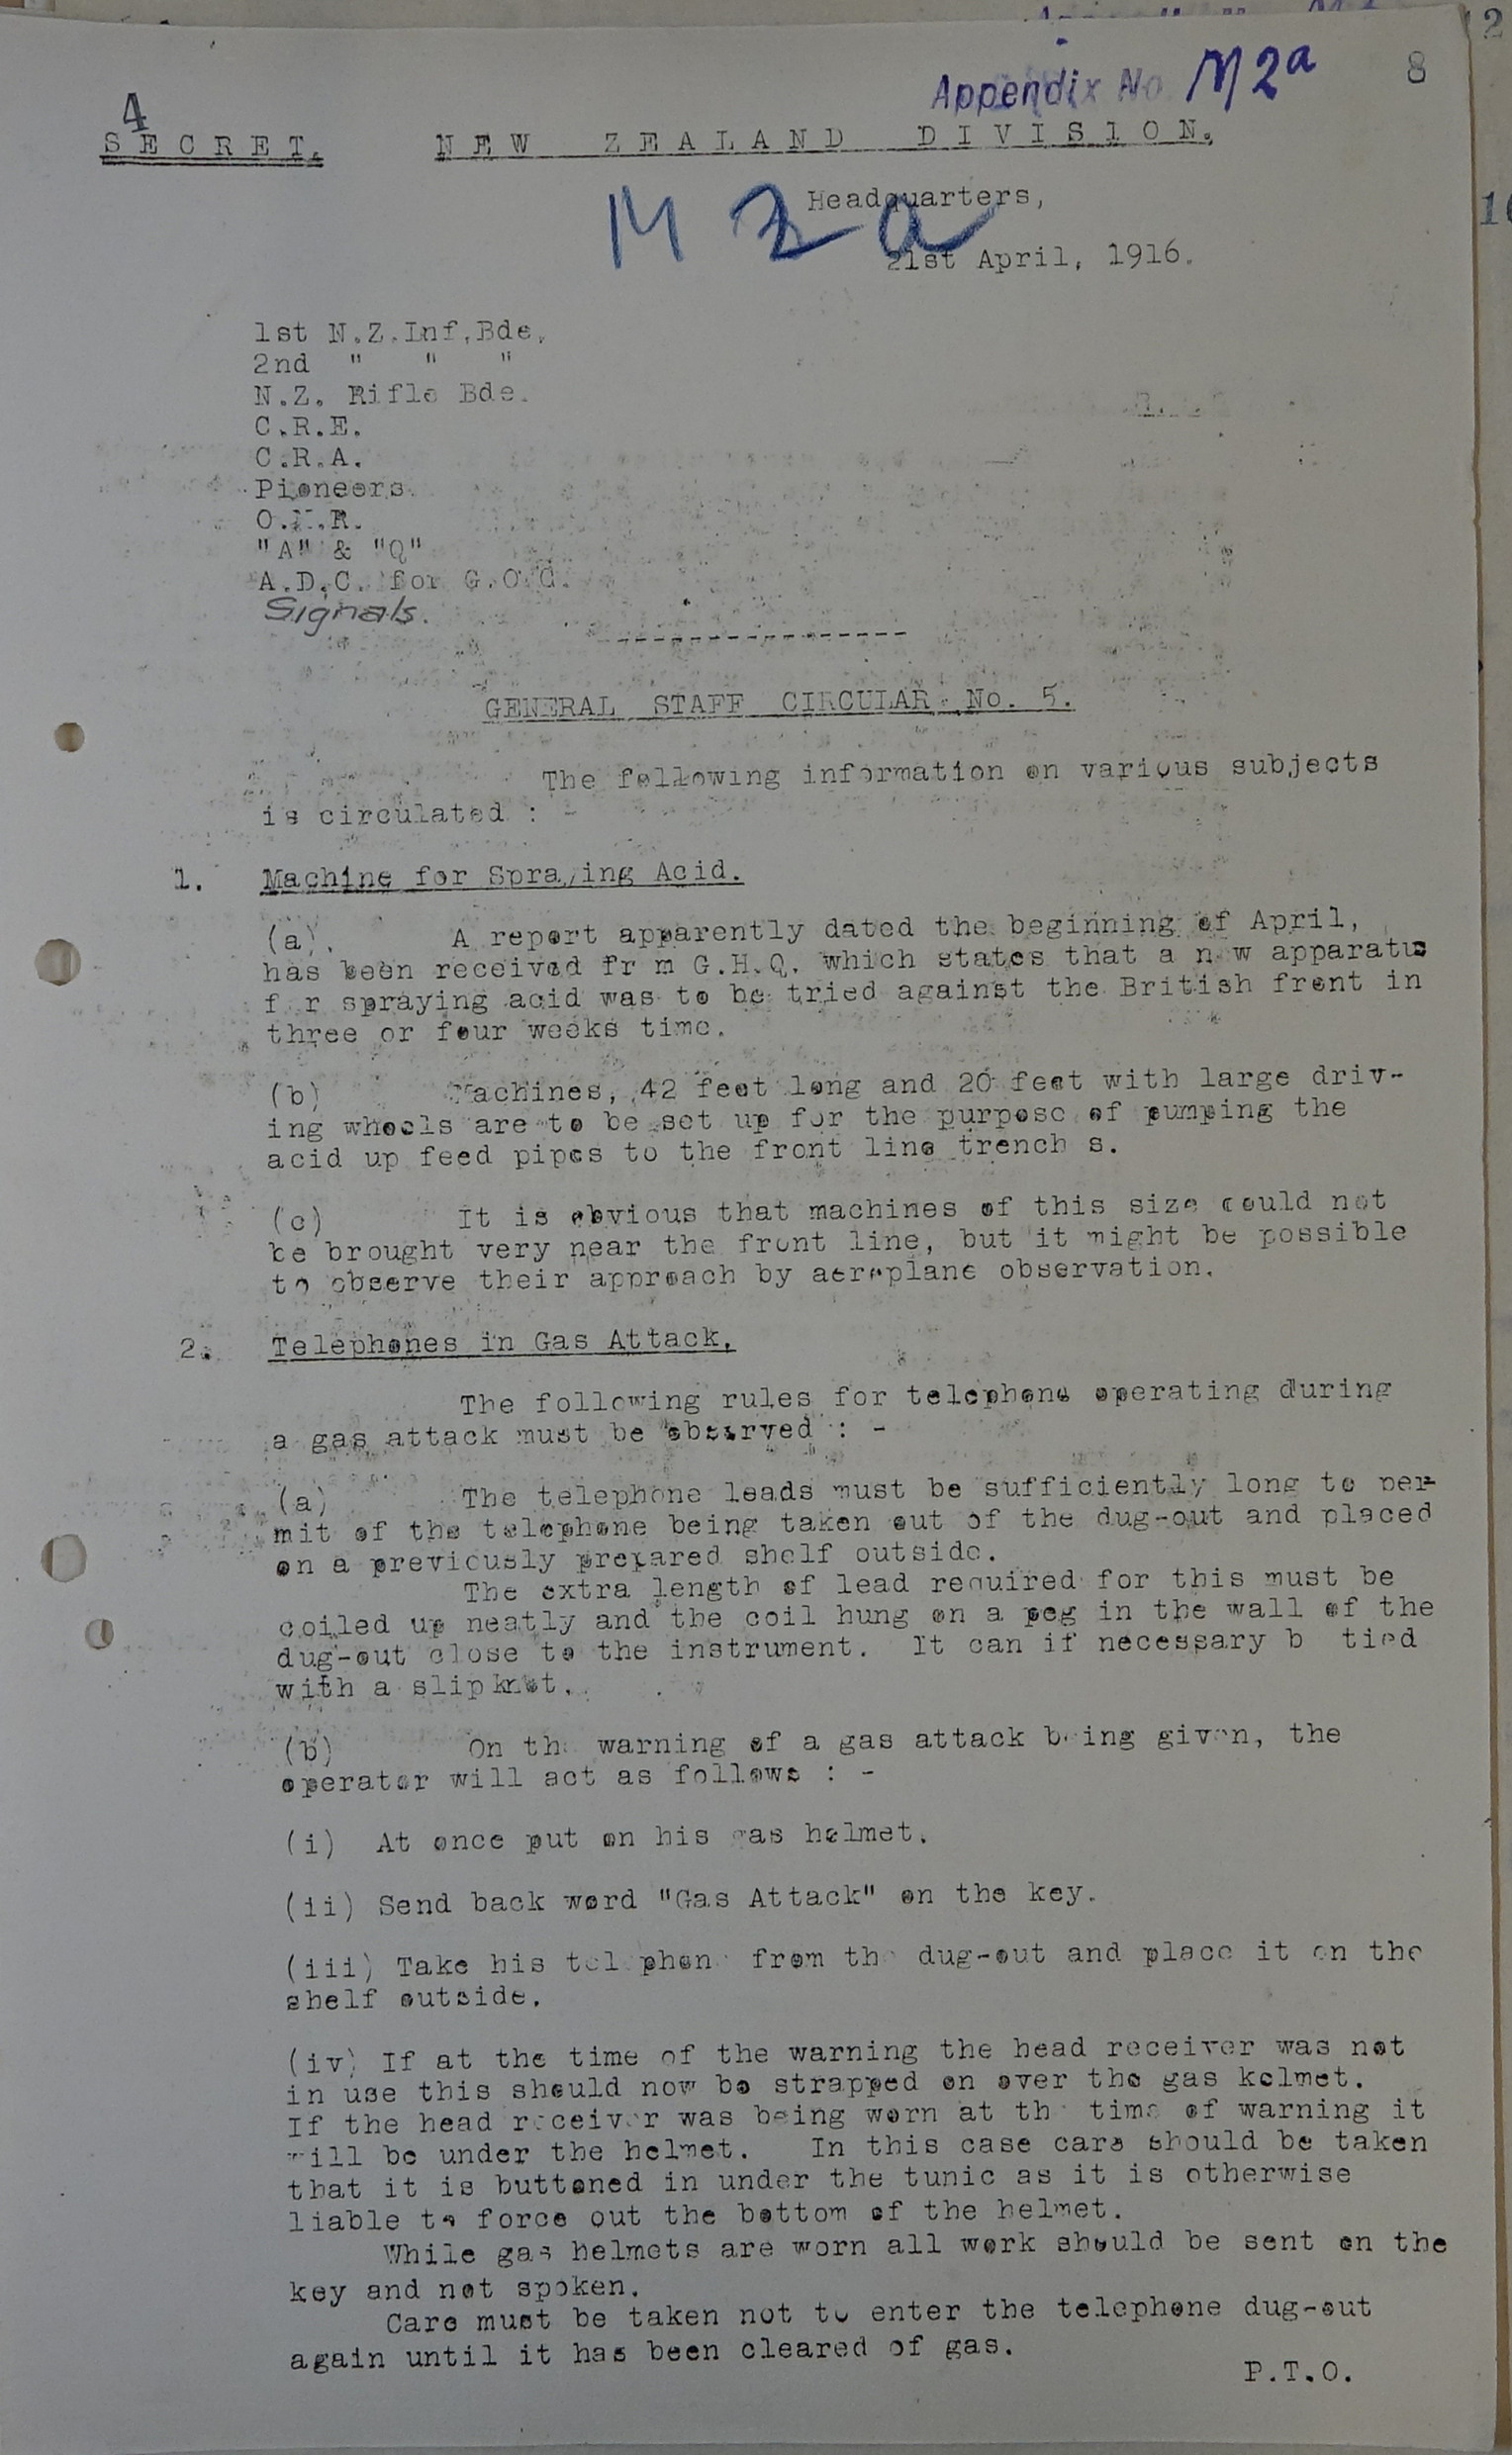 Appendix No M2a
8
12
4
SECRET. NEW ZEALAND DIVISION.
Headquarters,
M 2 a
21st April, 1916.
10
1st N.Z.Inf.Bde.
2nd " " "
N.Z. Rifle Bde.
C.R.E.
C.R.A.
Pioneers.
"A" & "Q"
A.D.C. for G.O.C.
Signals.
----------------
GENERAL STAFF CIRCULAR No. 5.
The following information on various subjects
is circulated : -
1. Machine for Spraying Acid.
(a). A report apparently dated the beginning of April,
has been received fr m G.H.Q. which states that a n w apparatus
f r spraying acid was to be tried against the British front in
three or four weeks time.
(b) Machines, 42 feet long and 20 feet with large driv-
ing wheels are to be set up for the purpose of pumping the
acid up feed pipes to the front line trench s.
(c) It is obvious that machines of this size could not
be brought very near the front line, but it might be possible
to observe their approach by aeroplane observation.
2. Telephones in Gas Attack.
The following rules for telephone operating during
a gas attack must be observed : -
(a) The telephone leads must be sufficiently long to per-
mit of the telephone being taken out of the dug-out and placed
on a previously prepared shelf outside.
The extra length of lead required for this must be
coiled up neatly and the coil hung on a peg in the wall of the
dug-out close to the instrument. It can if necessary b tied
with a slip knot.
(b) On the warning of a gas attack being given, the
operator will act as follows : -
(i) At once put on his gas helmet.
(ii) Send back word "Gas Attack" on the key.
(iii) Take his tel phon from th dug-out and place it on the
shelf outside.
(iv) If at the time of the warning the head receiver was not
in use this should now be strapped on over the gas kelmet.
If the head receiver was being worn at th time of warning it
will be under the helmet. In this case care should be taken
that it is buttoned in under the tunic as it is otherwise
liable to force out the bottom of the helmet.
While gas helmets are worn all work should be sent on the
key and not spoken.
Care must be taken not to enter the telephone dug-out
again until it has been cleared of gas.
P.T.O.